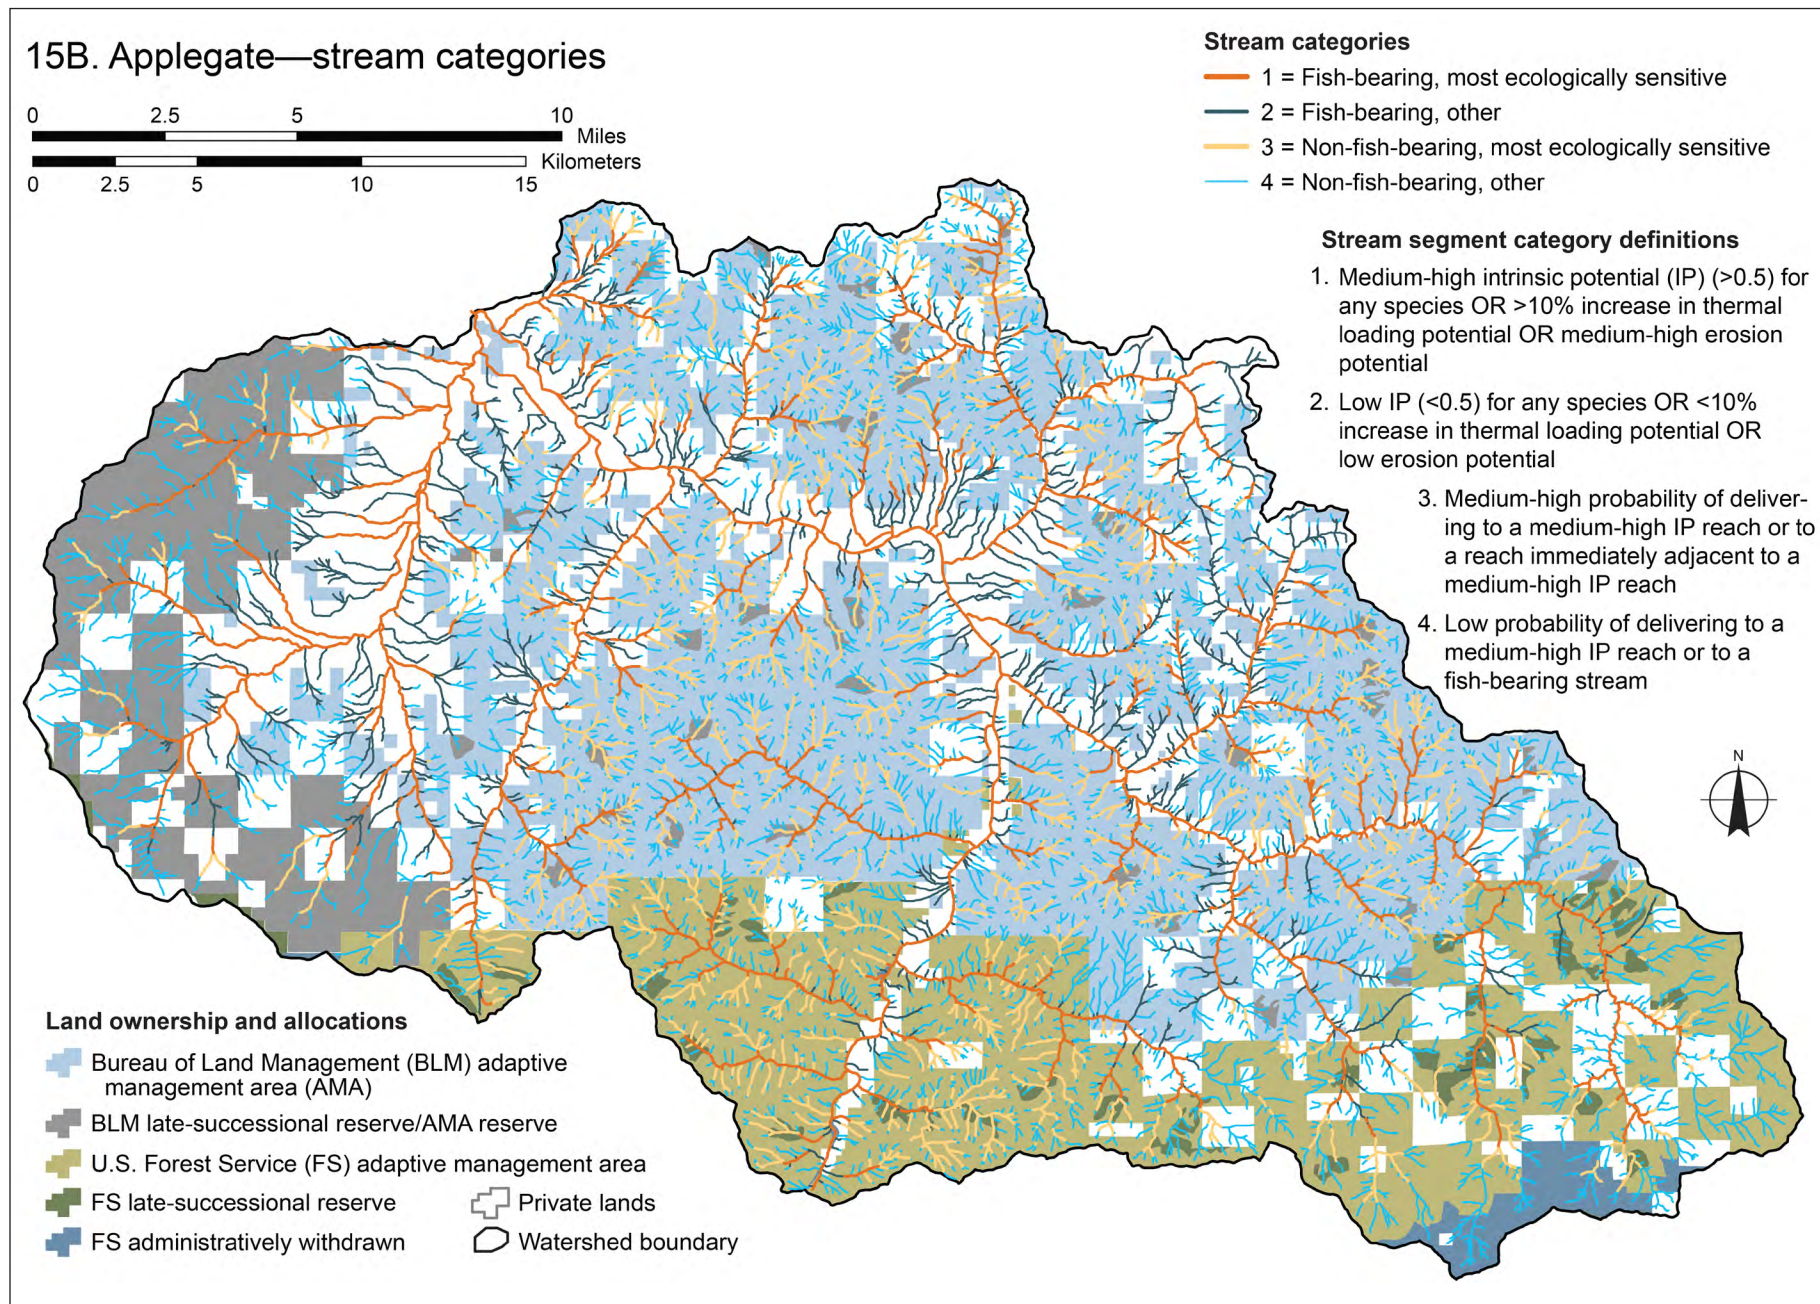 15B. Applegate—stream categories
0 2.5 5 10
Miles
Kilometers
0 2.5 5 10 15
Stream categories
1 = Fish-bearing, most ecologically sensitive
2 = Fish-bearing, other
3 = Non-fish-bearing, most ecologically sensitive
4 = Non-fish-bearing, other
Stream segment category definitions
1. Medium-high intrinsic potential (IP) (>0.5) for
any species OR >10% increase in thermal
loading potential OR medium-high erosion
potential
2. Low IP (<0.5) for any species OR <10%
increase in thermal loading potential OR
low erosion potential
3. Medium-high probability of deliver-
ing to a medium-high IP reach or to
a reach immediately adjacent to a
medium-high IP reach
4. Low probability of delivering to a
medium-high IP reach or to a
fish-bearing stream
N
Land ownership and allocations
Bureau of Land Management (BLM) adaptive
management area (AMA)
BLM late-successional reserve/AMA reserve
U.S. Forest Service (FS) adaptive management area
FS late-successional reserve
FS administratively withdrawn
Private lands
Watershed boundary